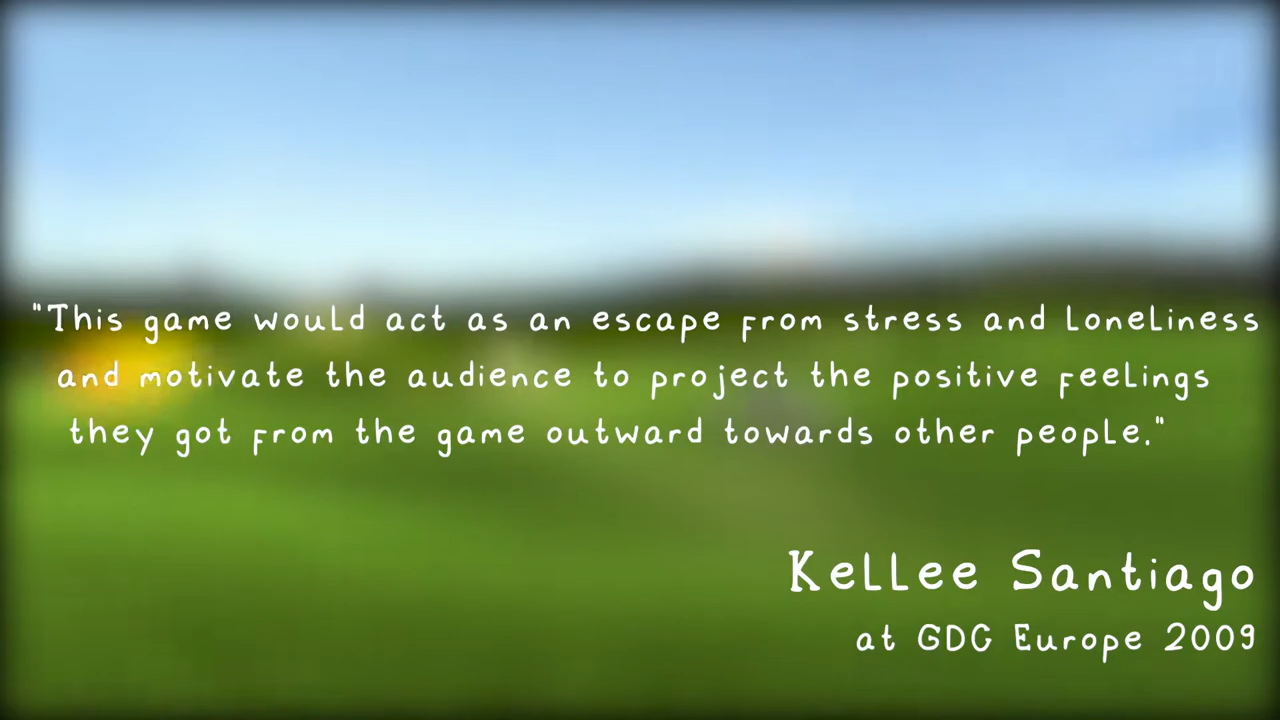 "This game would act as an escape from stress and loneliness
and motivate the audience to project the positive feelings
they got from the game outward towards other people."
Kellee Santiago
at GDC Europe 2009